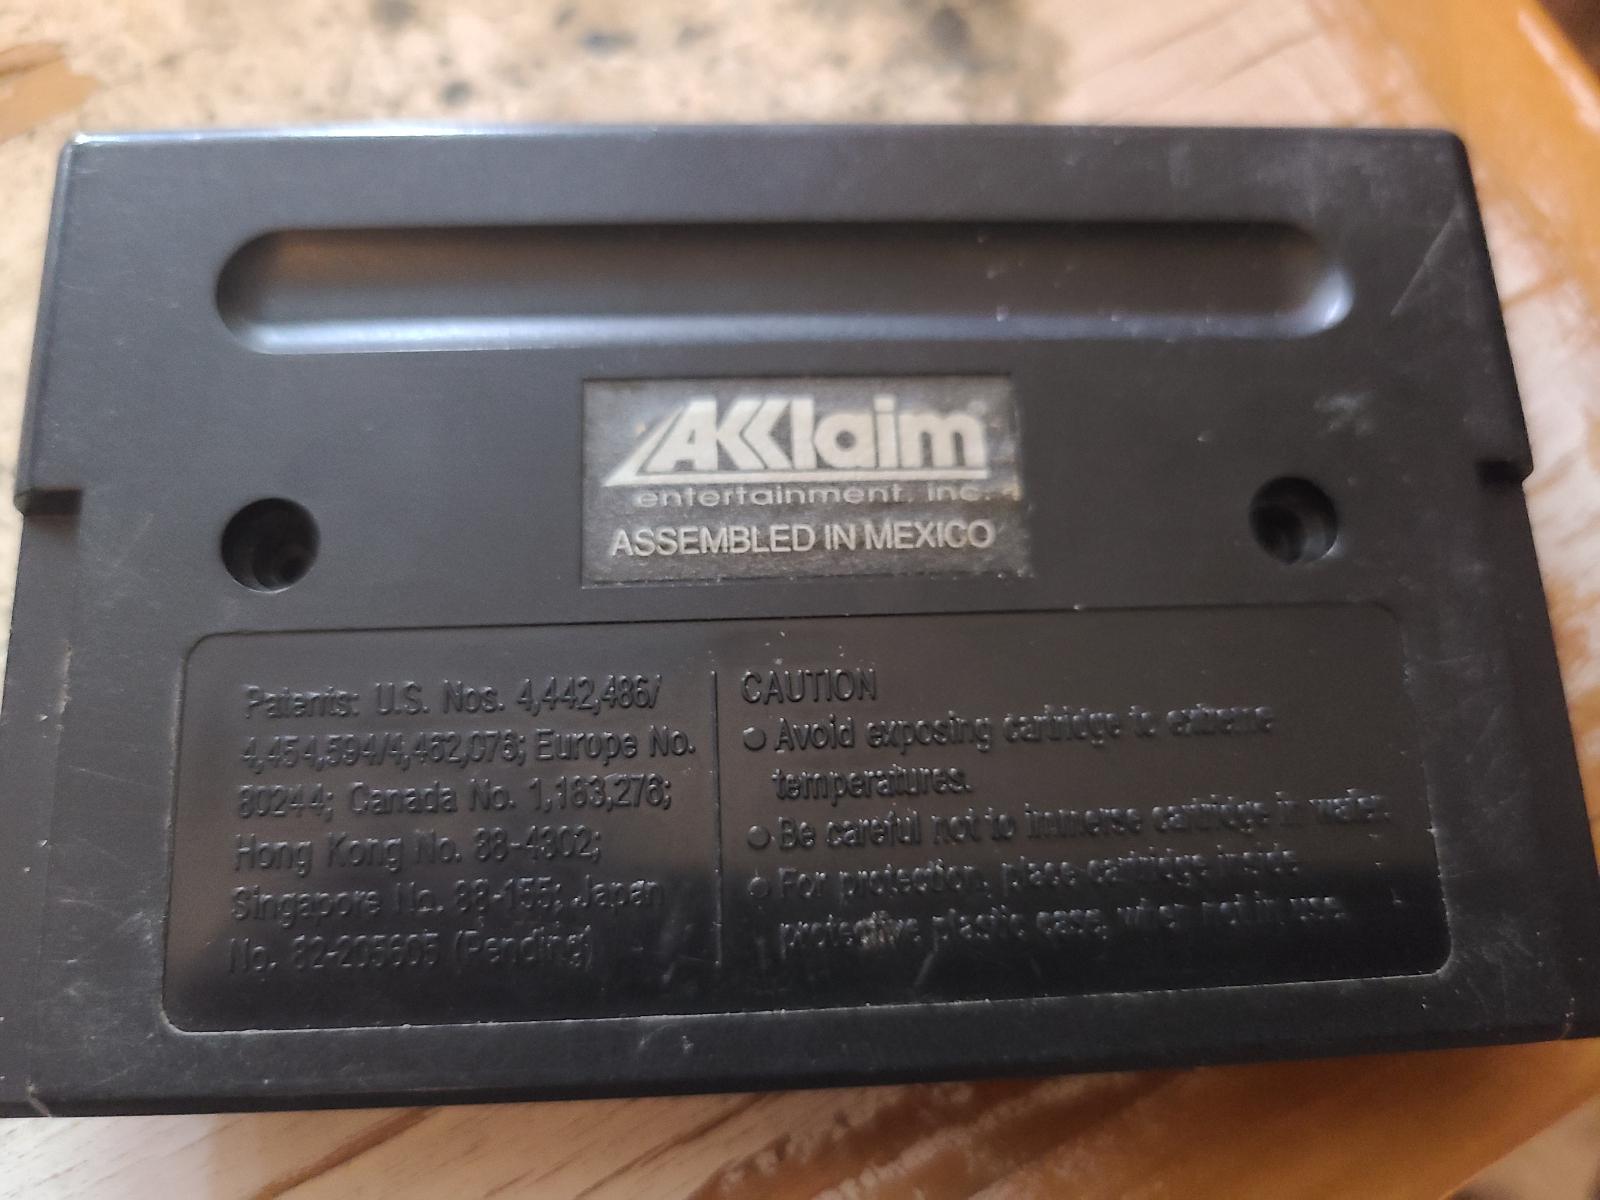 AKKlaim
entertainment, inc.
ASSEMBLED IN MEXICO
Patents: U.S. Nos. 4,442,486/
4,454,594/4,462,076; Europe No.
80244; Canada No. 1,183,276;
Hong Kong No. 88-4302;
Singapore No. 88-155; Japan
No. 82-205605 (Pending)
CAUTION
Avoid exposing cartridge to extreme
temperatures.
Be careful not to immerse cartridge in water.
For protection, place cartridge inside
protective plastic case, when not in use.